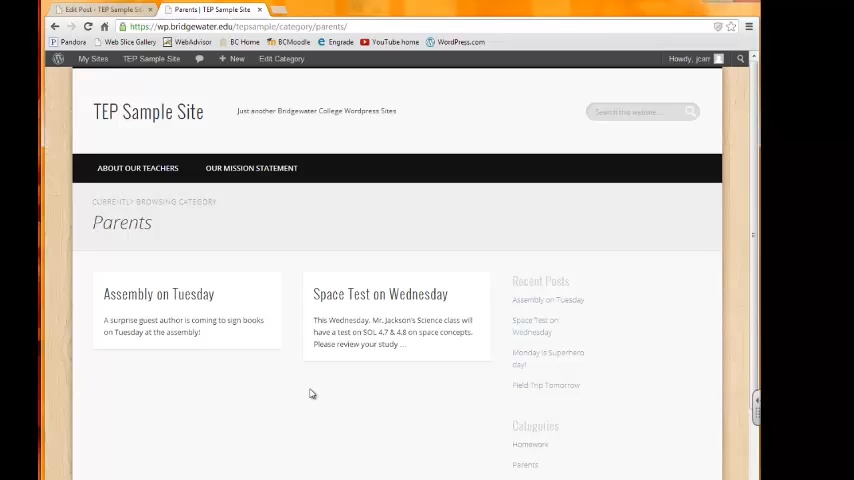 Edit Post ‹ TEP Sample Sit
Parents | TEP Sample Site
https://wp.bridgewater.edu/tepsample/category/parents/
Pandora Web Slice Gallery WebAdvisor BC Home BCMoodle Engrade YouTube home WordPress.com
My Sites TEP Sample Site + New Edit Category Howdy, jcarr
TEP Sample Site
Just another Bridgewater College Wordpress Sites
Search this website…
ABOUT OUR TEACHERS OUR MISSION STATEMENT
CURRENTLY BROWSING CATEGORY
Parents
Assembly on Tuesday
A surprise guest author is coming to sign books
on Tuesday at the assembly!
Space Test on Wednesday
This Wednesday, Mr. Jackson's Science class will
have a test on SOL 4.7 & 4.8 on space concepts.
Please review your study ...
Recent Posts
Assembly on Tuesday
Space Test on
Wednesday
Monday is Superhero
day!
Field Trip Tomorrow
Categories
Homework
Parents